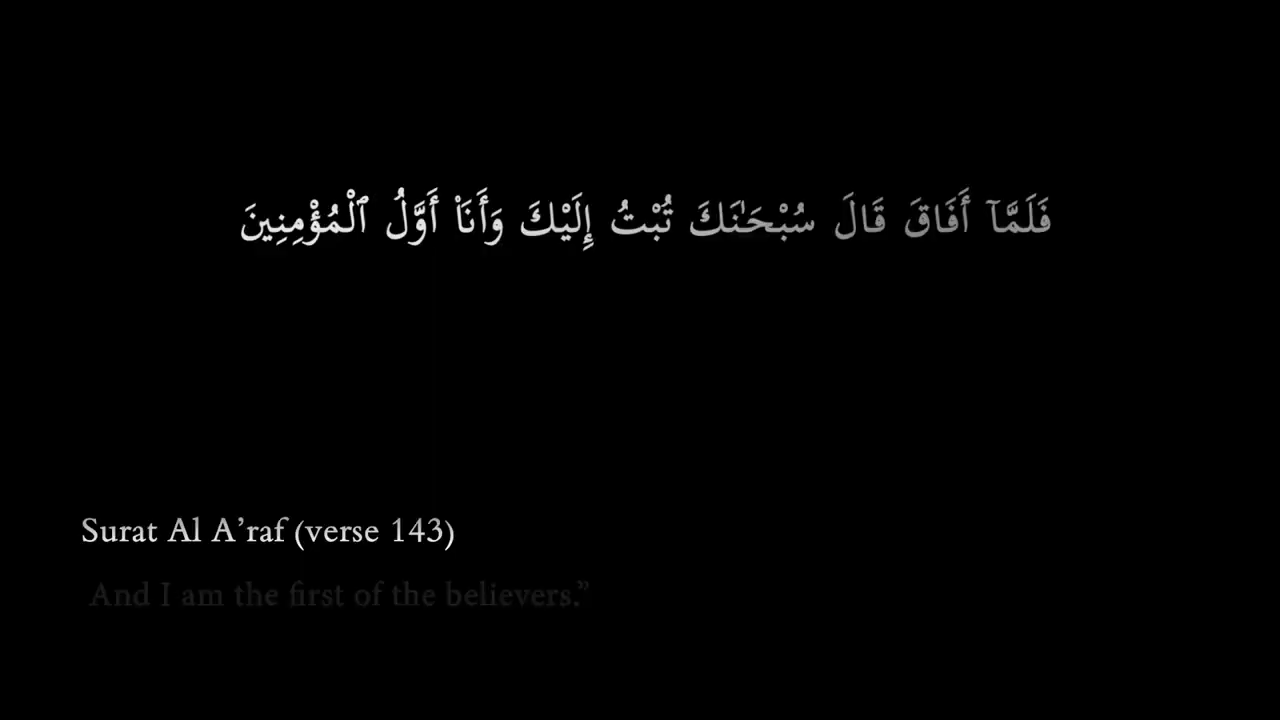 فَلَمَّآ أَفَاقَ قَالَ سُبْحَـٰنَكَ تُبْتُ إِلَيْكَ وَأَنَا۠ أَوَّلُ ٱلْمُؤْمِنِينَ
Surat Al A’raf (verse 143)
And I am the first of the believers.”